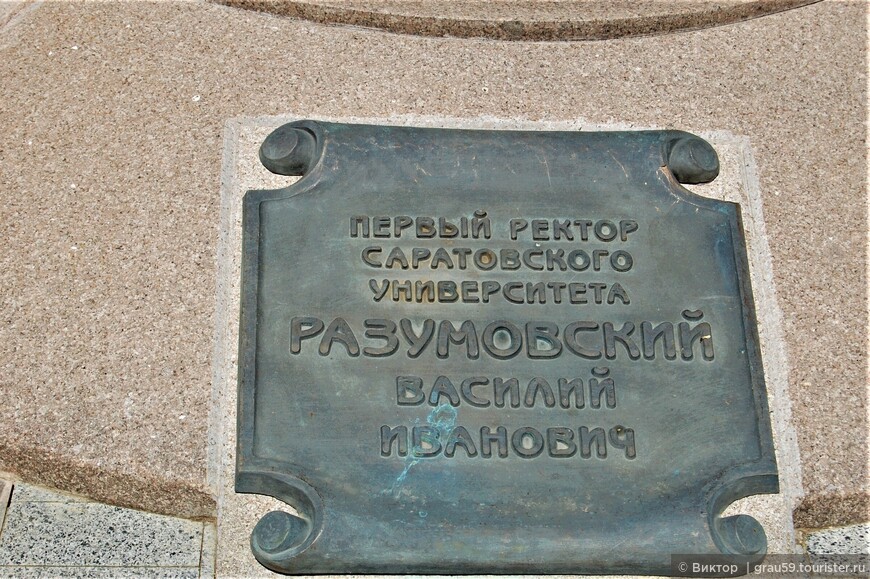 ПЕРВЫЙ РЕКТОР
САРАТОВСКОГО
УНИВЕРСИТЕТА
РАЗУМОВСКИЙ
ВАСИЛИЙ
ИВАНОВИЧ
© Виктор | grau59.tourister.ru